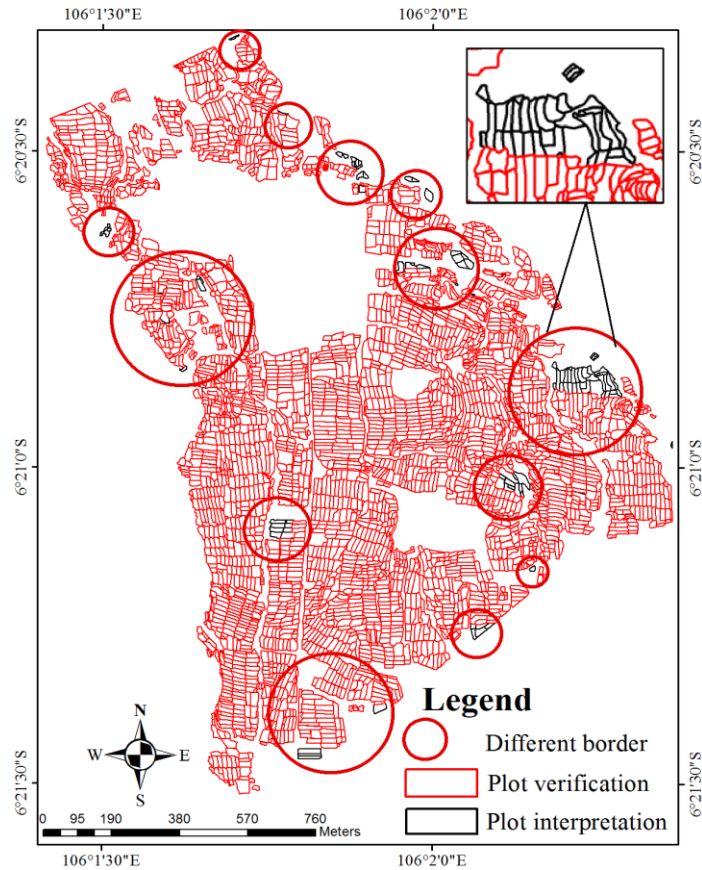 106°1'30"E 106°2'0"E
6°20'30"S 6°20'30"S
6°21'0"S 6°21'0"S
6°21'30"S 6°21'30"S
N
W E
S
Legend
Different border
Plot verification
Plot interpretation
0 95 190 380 570 760
Meters
106°1'30"E 106°2'0"E